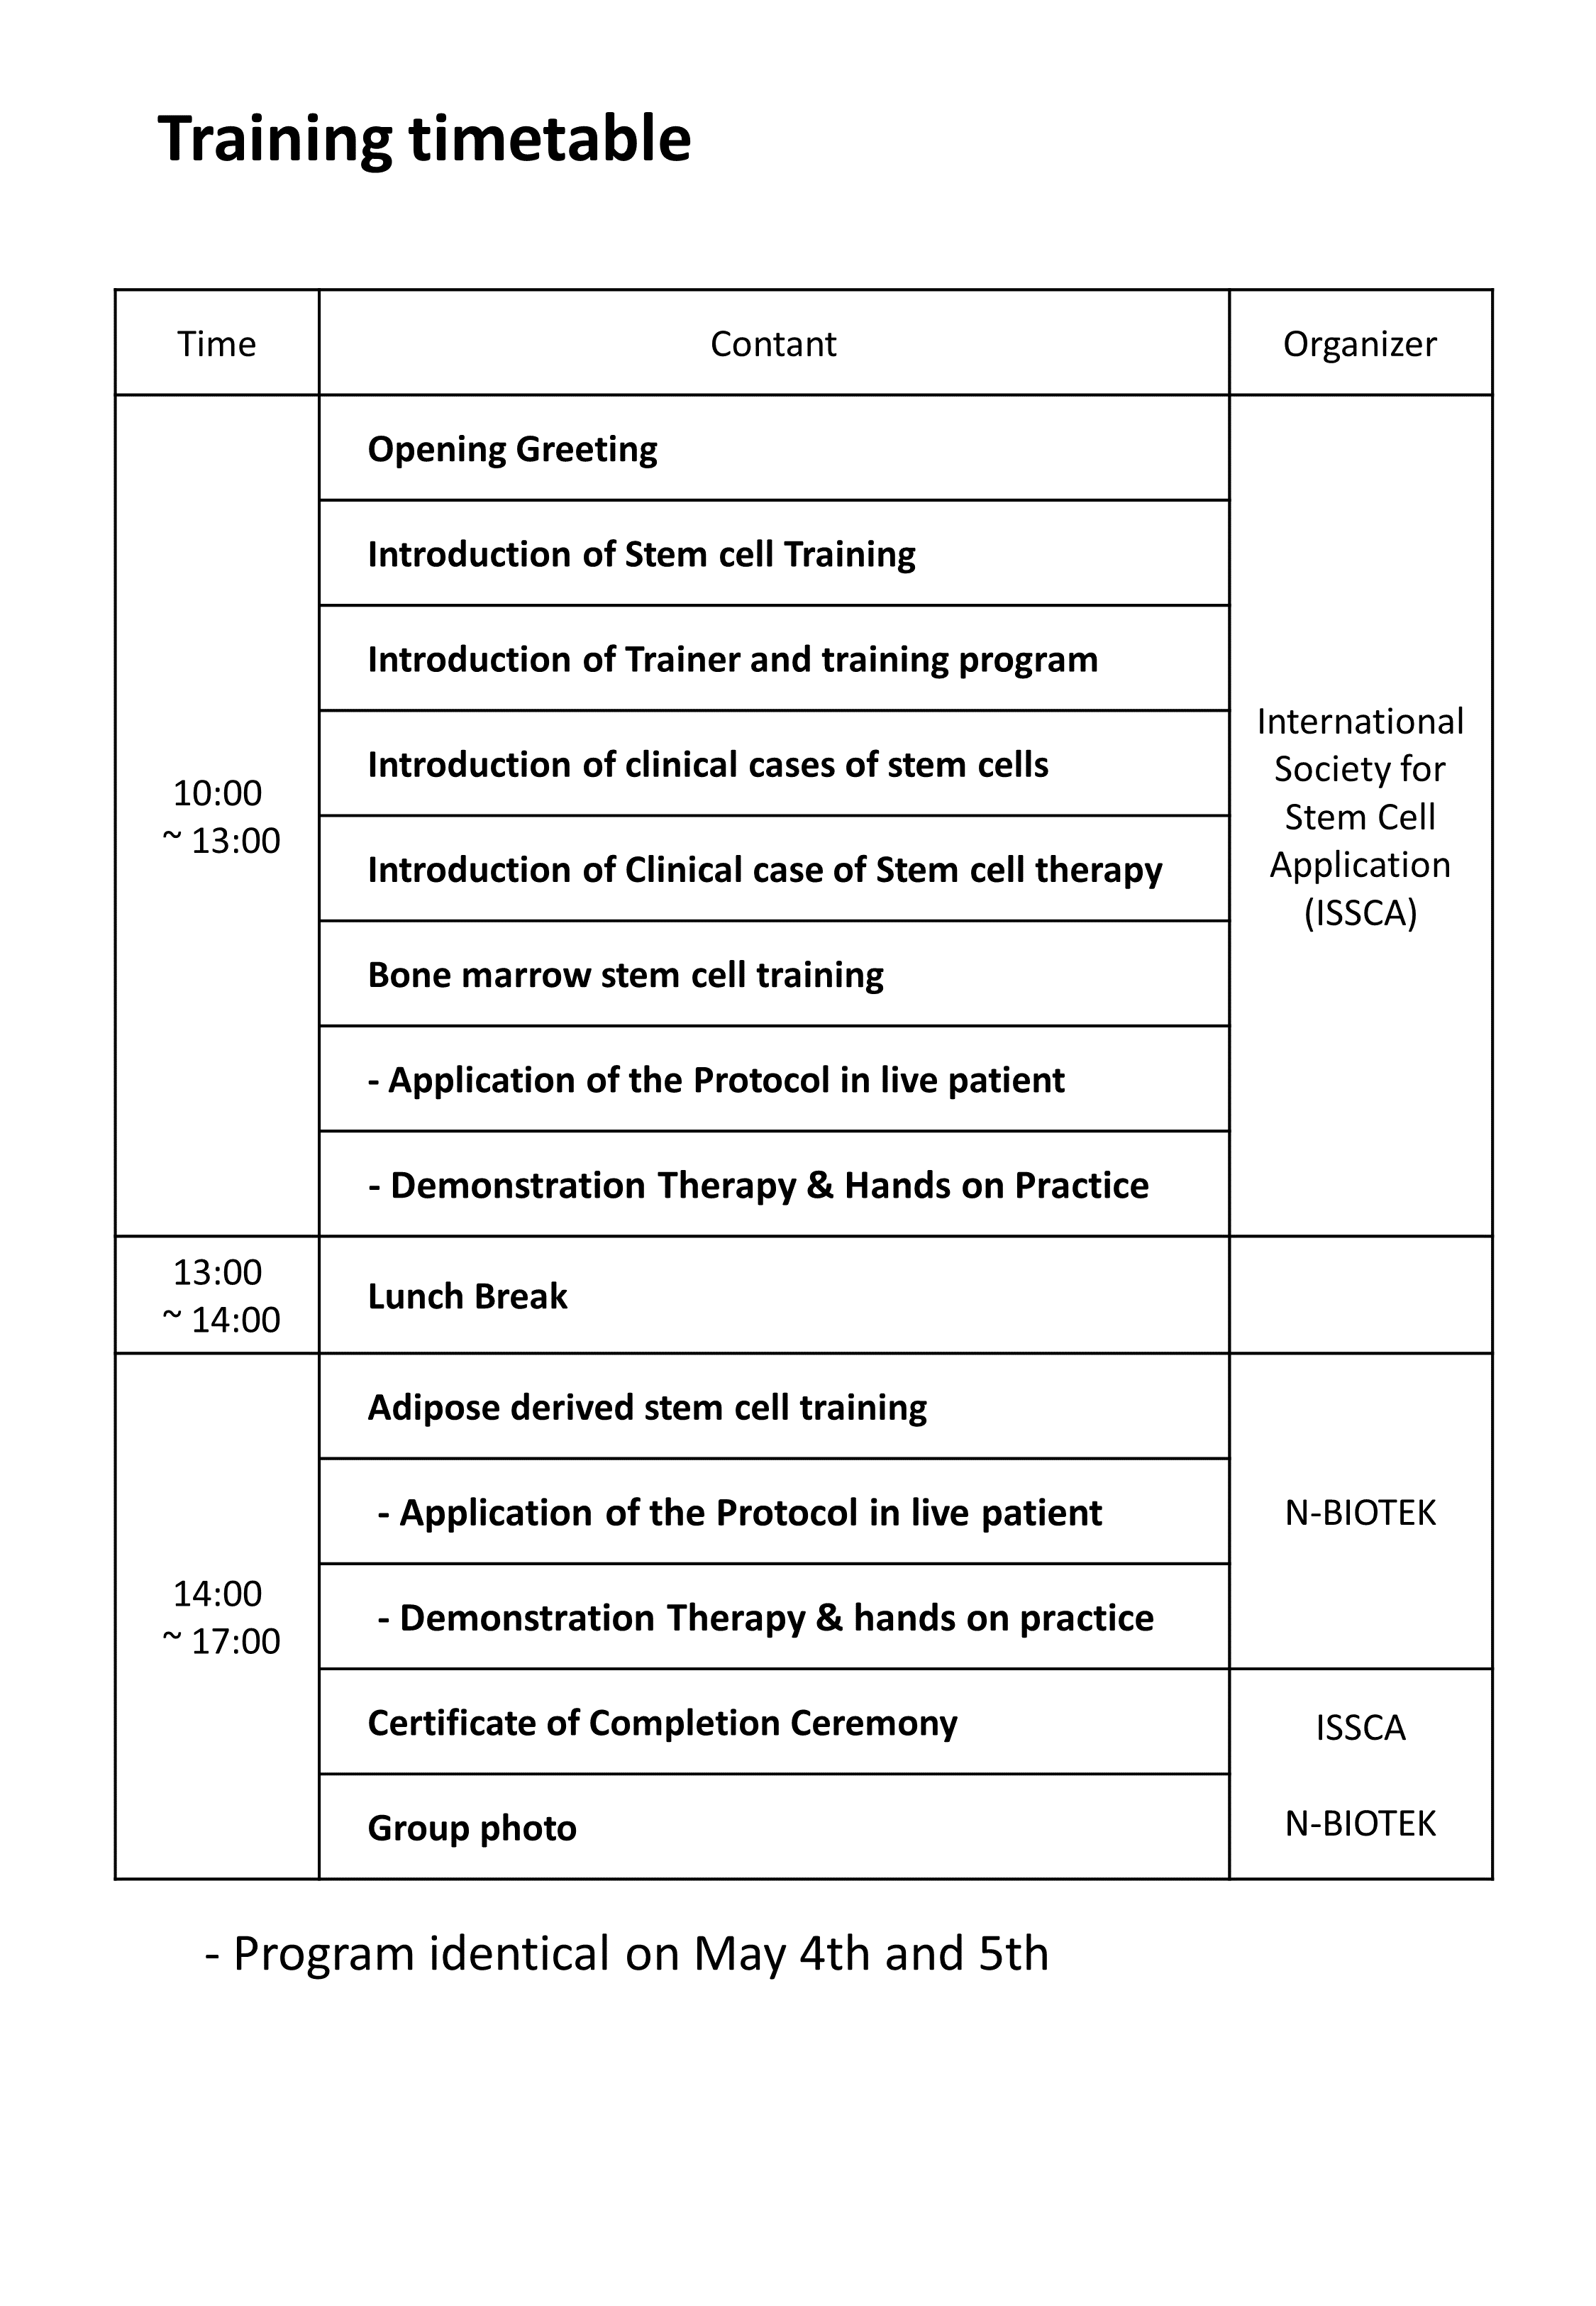 Training timetable
Time
Contant
Organizer
10:00
~ 13:00
Opening Greeting
Introduction of Stem cell Training
Introduction of Trainer and training program
Introduction of clinical cases of stem cells
Introduction of Clinical case of Stem cell therapy
Bone marrow stem cell training
- Application of the Protocol in live patient
- Demonstration Therapy & Hands on Practice
International
Society for
Stem Cell
Application
(ISSCA)
13:00
~ 14:00
Lunch Break
14:00
~ 17:00
Adipose derived stem cell training
- Application of the Protocol in live patient
- Demonstration Therapy & hands on practice
N-BIOTEK
Certificate of Completion Ceremony
Group photo
ISSCA
N-BIOTEK
- Program identical on May 4th and 5th